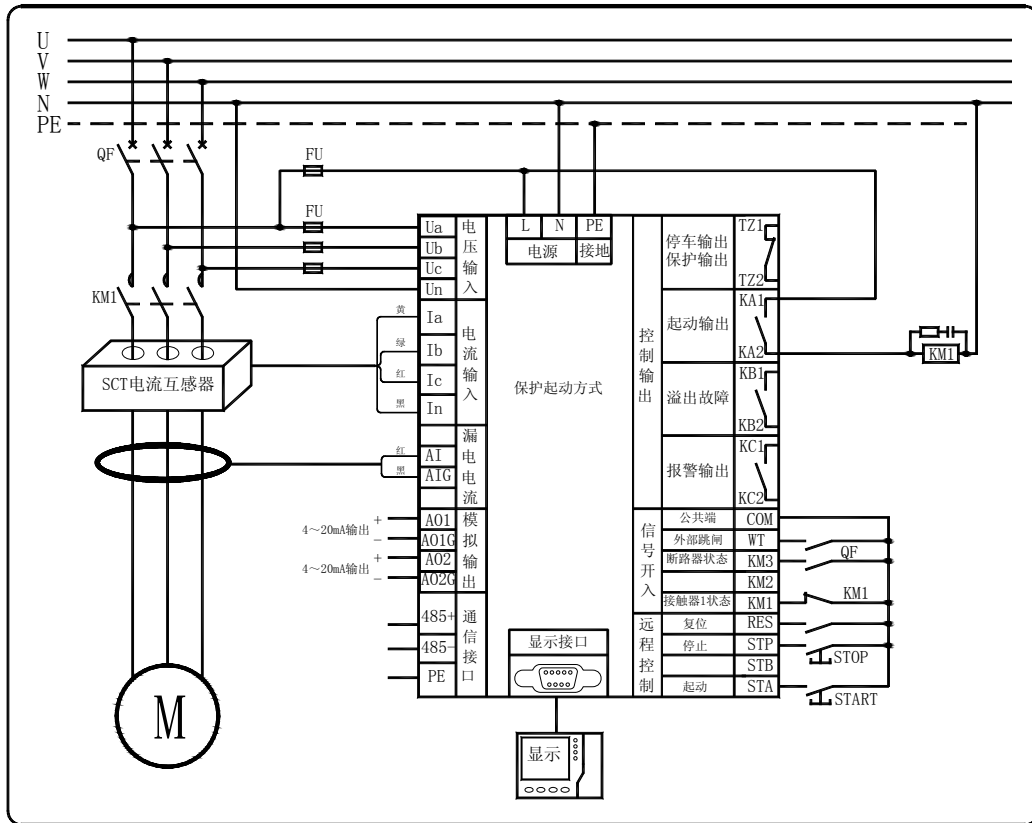 U
V
W
N
PE
QF
FU
FU
KM1
SCT电流互感器
M
黄
绿
红
黑
红
黑
4～20mA输出
+
−
4～20mA输出
+
−
Ua
Ub
Uc
Un
电压输入
Ia
Ib
Ic
In
电流输入
AI
AIG
漏电电流
AO1
AO1G
AO2
AO2G
模拟输出
485+
485-
PE
通信接口
L
N
PE
电源
接地
保护起动方式
显示接口
显示
控制输出
停车输出
保护输出
TZ1
TZ2
起动输出
KA1
KA2
溢出故障
KB1
KB2
报警输出
KC1
KC2
KM1
信号开入
公共端
COM
外部跳闸
WT
断路器状态
KM3
KM2
接触器1状态
KM1
远程控制
复位
RES
停止
STP
STB
起动
STA
QF
KM1
STOP
START